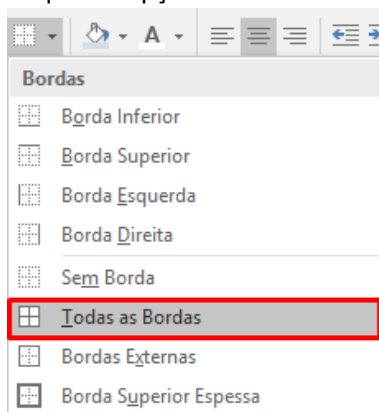 A
Bordas
Borda Inferior
Borda Superior
Borda Esquerda
Borda Direita
Sem Borda
Todas as Bordas
Bordas Externas
Borda Superior Espessa